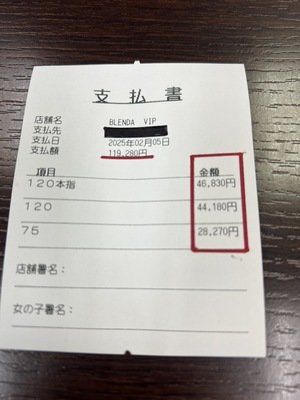 支払書
店舗名 BLENDA VIP
支払先
支払日 2025年02月05日
支払額 119,280円
項目 金額
120本指 46,830円
120 44,180円
75 28,270円
店舗署名:
女の子署名: